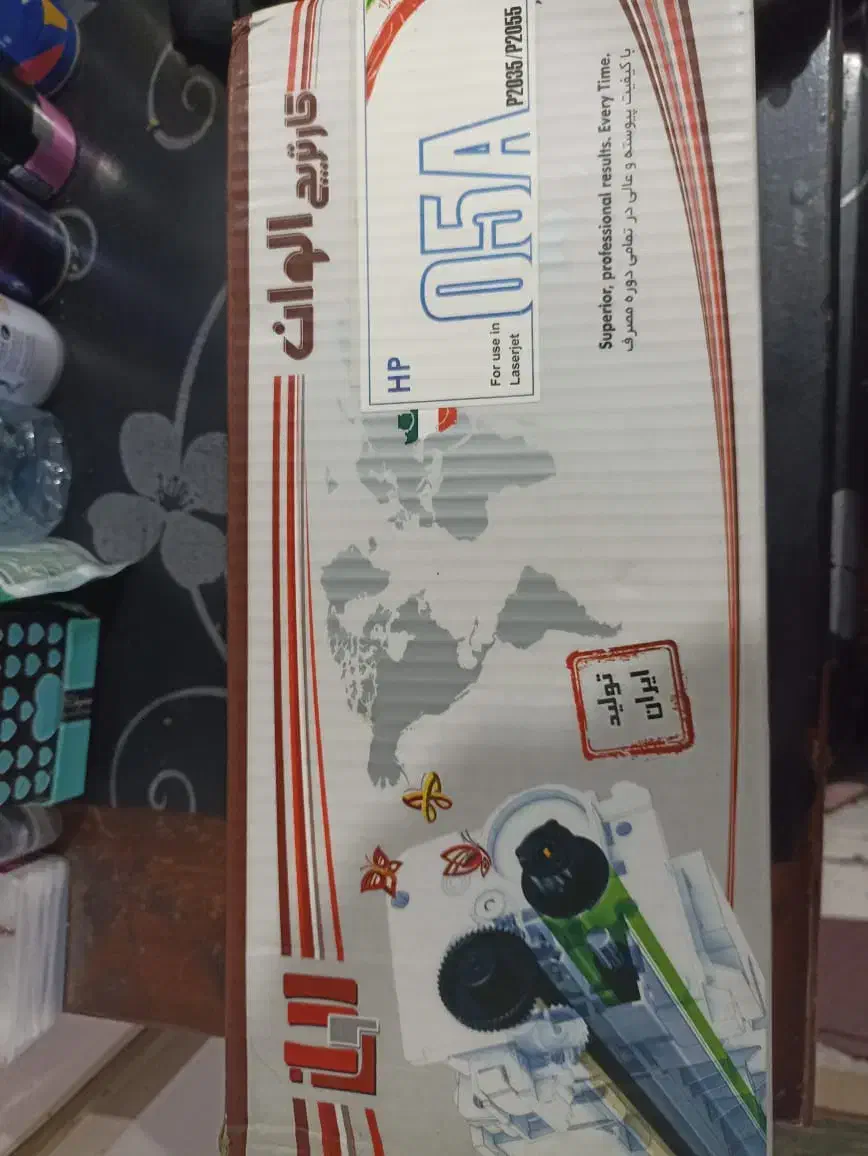 کارتریج الوان
HP
05A
For use in
Laserjet
P2035/P2055
Superior, professional results. Every Time.
با کیفیت پیوسته و عالی در تمامی دوره مصرف
تولید
ایران
الوان